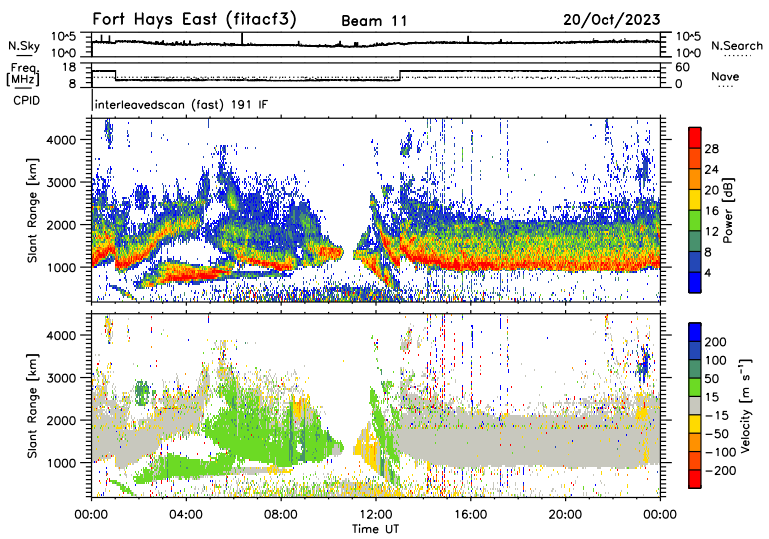 Fort Hays East (fitacf3) Beam 11 20/Oct/2023
N.Sky 10^5 10^0 10^5 10^0 N.Search
Freq. [MHz] 18 8 60 0 Nave
CPID interleavedscan (fast) 191 IF
Slant Range [km] 4000 3000 2000 1000
Power [dB] 28 24 20 16 12 8 4
Slant Range [km] 4000 3000 2000 1000
Velocity [m s⁻¹] 200 100 50 15 −15 −50 −100 −200
00:00 04:00 08:00 12:00 16:00 20:00 00:00
Time UT